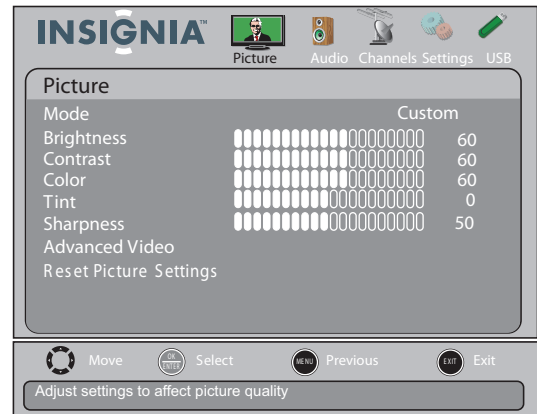 INSIGNIA™
Picture Audio Channels Settings USB
Picture
Mode Custom
Brightness 60
Contrast 60
Color 60
Tint 0
Sharpness 50
Advanced Video
Reset Picture Settings
Move OK ENTER Select MENU Previous EXIT Exit
Adjust settings to affect picture quality